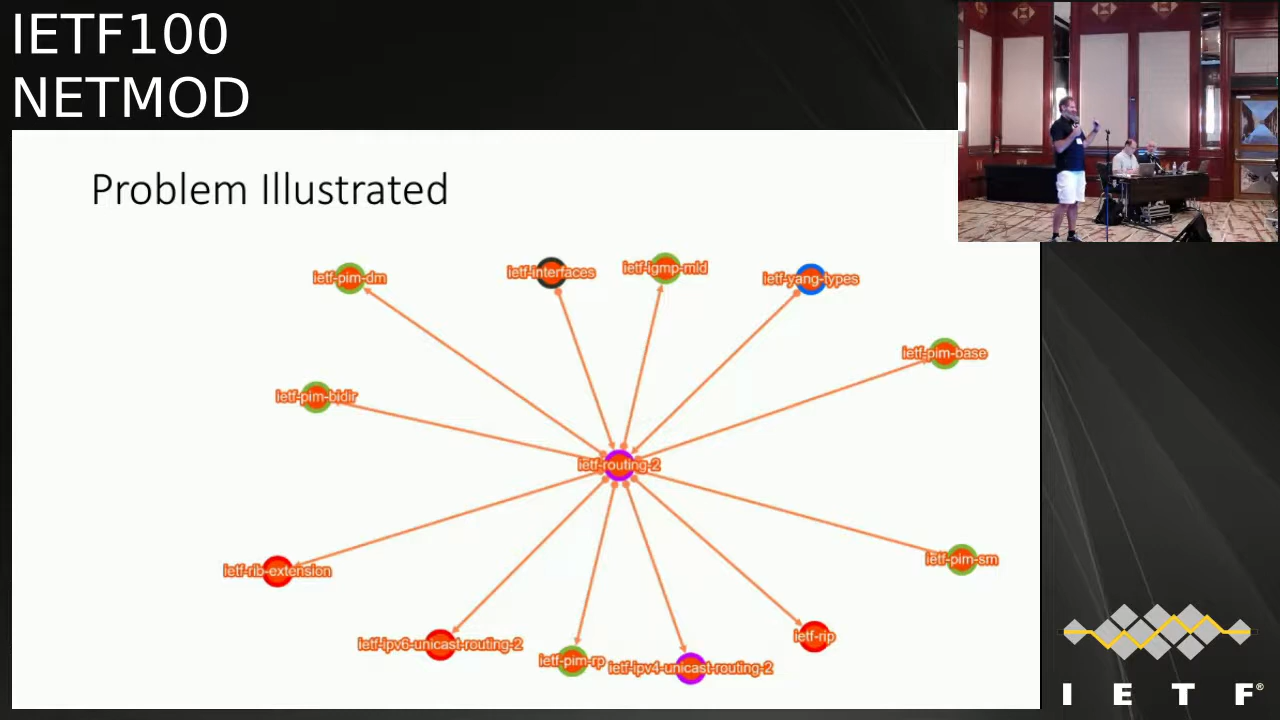 IETF100
NETMOD
Problem Illustrated
ietf-pim-dm
ietf-interfaces
ietf-igmp-mld
ietf-yang-types
ietf-pim-base
ietf-pim-bidir
ietf-routing-2
ietf-rib-extension
ietf-pim-sm
ietf-ipv6-unicast-routing-2
ietf-pim-rp
ietf-ipv4-unicast-routing-2
ietf-rip
I E T F®